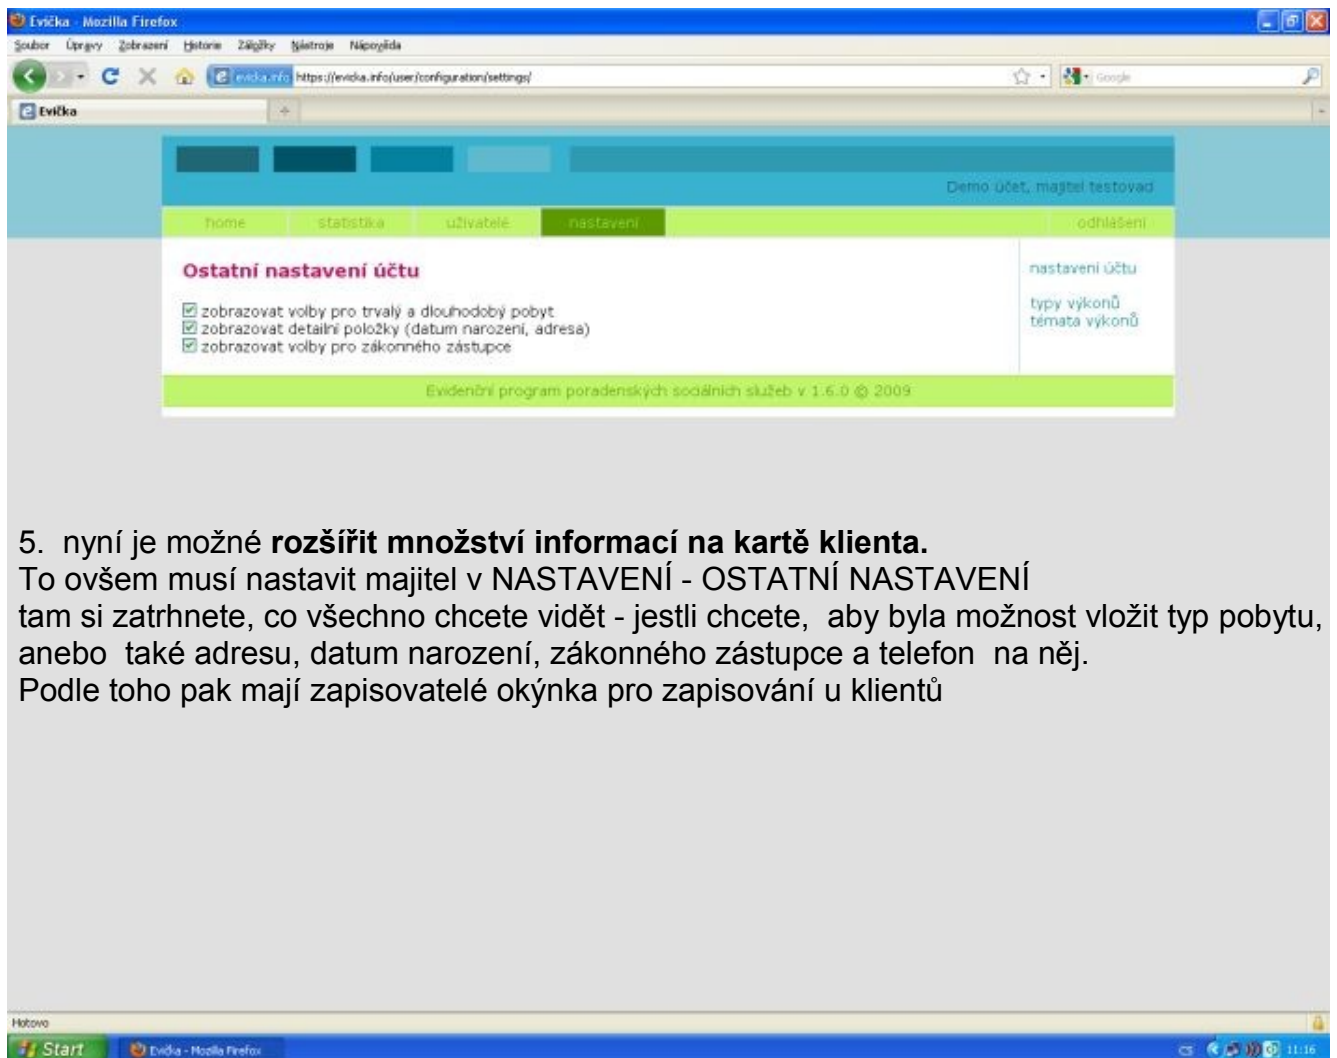 Evička - Mozilla Firefox
Soubor Úpravy Zobrazení Historie Záložky Nástroje Nápověda
evicka.info https://evicka.info/user/configuration/settings/ Google
Evička
Demo účet, majitel testovací
home statistika uživatelé nastavení odhlášení
Ostatní nastavení účtu
nastavení účtu
zobrazovat volby pro trvalý a dlouhodobý pobyt
zobrazovat detailní položky (datum narození, adresa)
zobrazovat volby pro zákonného zástupce
typy výkonů
témata výkonů
Evidenční program poradenských sociálních služeb v 1.6.0 © 2009
5. nyní je možné rozšířit množství informací na kartě klienta.
To ovšem musí nastavit majitel v NASTAVENÍ - OSTATNÍ NASTAVENÍ
tam si zatrhnete, co všechno chcete vidět - jestli chcete, aby byla možnost vložit typ pobytu,
anebo také adresu, datum narození, zákonného zástupce a telefon na něj.
Podle toho pak mají zapisovatelé okýnka pro zapisování u klientů
Hotovo
Start Evička - Mozilla Firefox CS 11:16